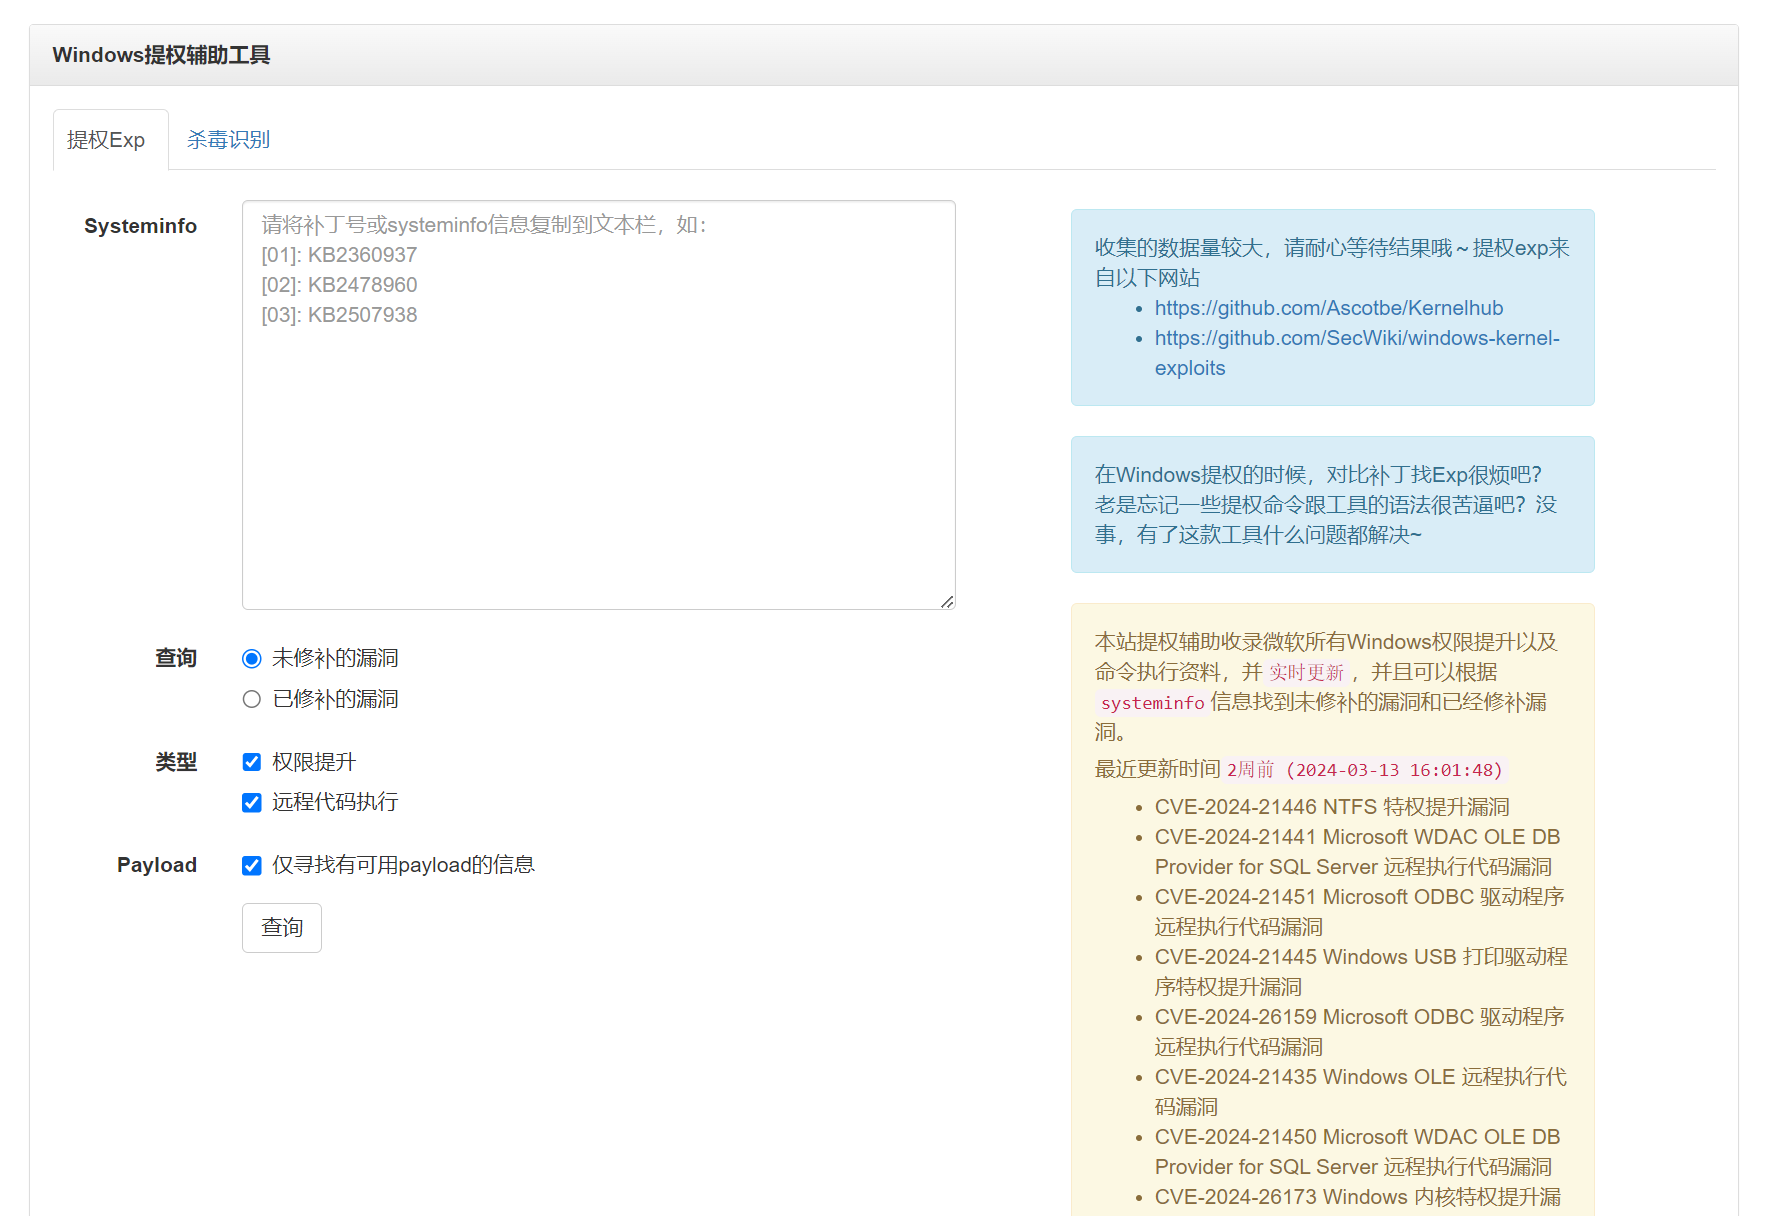 Windows提权辅助工具
提权Exp
杀毒识别
Systeminfo
请将补丁号或systeminfo信息复制到文本栏，如：
[01]: KB2360937
[02]: KB2478960
[03]: KB2507938
查询
未修补的漏洞
已修补的漏洞
类型
权限提升
远程代码执行
Payload
仅寻找有可用payload的信息
查询
收集的数据量较大，请耐心等待结果哦～提权exp来
自以下网站
https://github.com/Ascotbe/Kernelhub
https://github.com/SecWiki/windows-kernel-
exploits
在Windows提权的时候，对比补丁找Exp很烦吧？
老是忘记一些提权命令跟工具的语法很苦逼吧？没
事，有了这款工具什么问题都解决~
本站提权辅助收录微软所有Windows权限提升以及
命令执行资料，并 实时更新 ，并且可以根据
systeminfo 信息找到未修补的漏洞和已经修补漏
洞。
最近更新时间 2周前 (2024-03-13 16:01:48)
CVE-2024-21446 NTFS 特权提升漏洞
CVE-2024-21441 Microsoft WDAC OLE DB
Provider for SQL Server 远程执行代码漏洞
CVE-2024-21451 Microsoft ODBC 驱动程序
远程执行代码漏洞
CVE-2024-21445 Windows USB 打印驱动程
序特权提升漏洞
CVE-2024-26159 Microsoft ODBC 驱动程序
远程执行代码漏洞
CVE-2024-21435 Windows OLE 远程执行代
码漏洞
CVE-2024-21450 Microsoft WDAC OLE DB
Provider for SQL Server 远程执行代码漏洞
CVE-2024-26173 Windows 内核特权提升漏